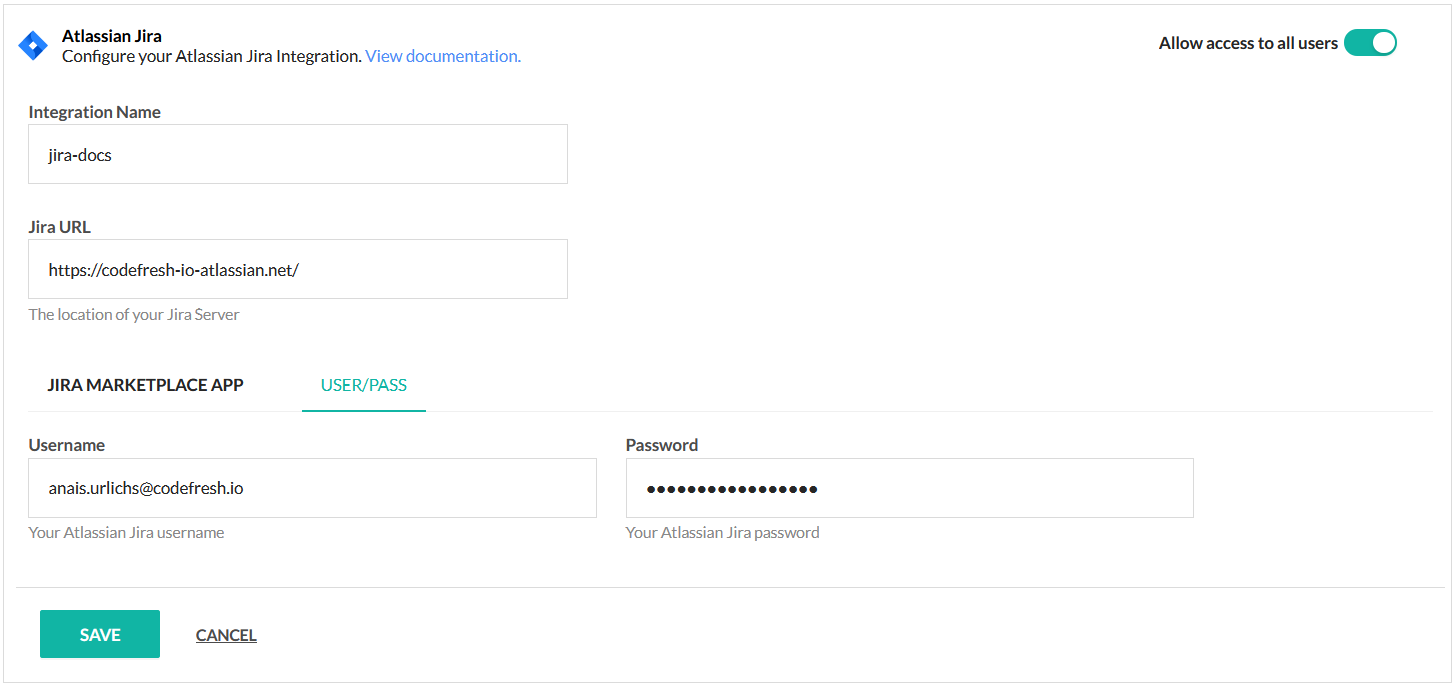 Atlassian Jira
Configure your Atlassian Jira Integration. View documentation.
Allow access to all users
Integration Name
jira-docs
Jira URL
https://codefresh-io-atlassian.net/
The location of your Jira Server
JIRA MARKETPLACE APP
USER/PASS
Username
Password
anais.urlichs@codefresh.io
•••••••••••••••••
Your Atlassian Jira username
Your Atlassian Jira password
SAVE
CANCEL